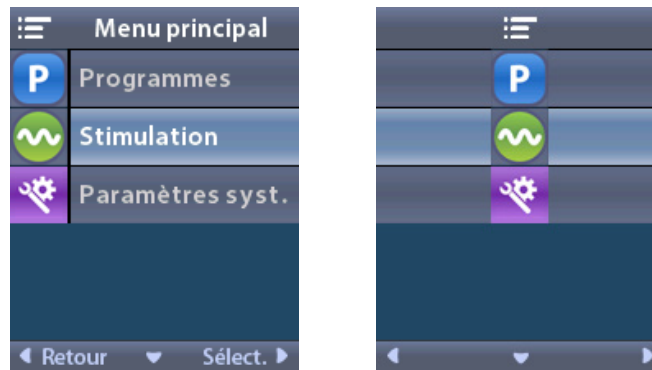 Menu principal
P Programmes
Stimulation
Paramètres syst.
Retour Sélect.
P